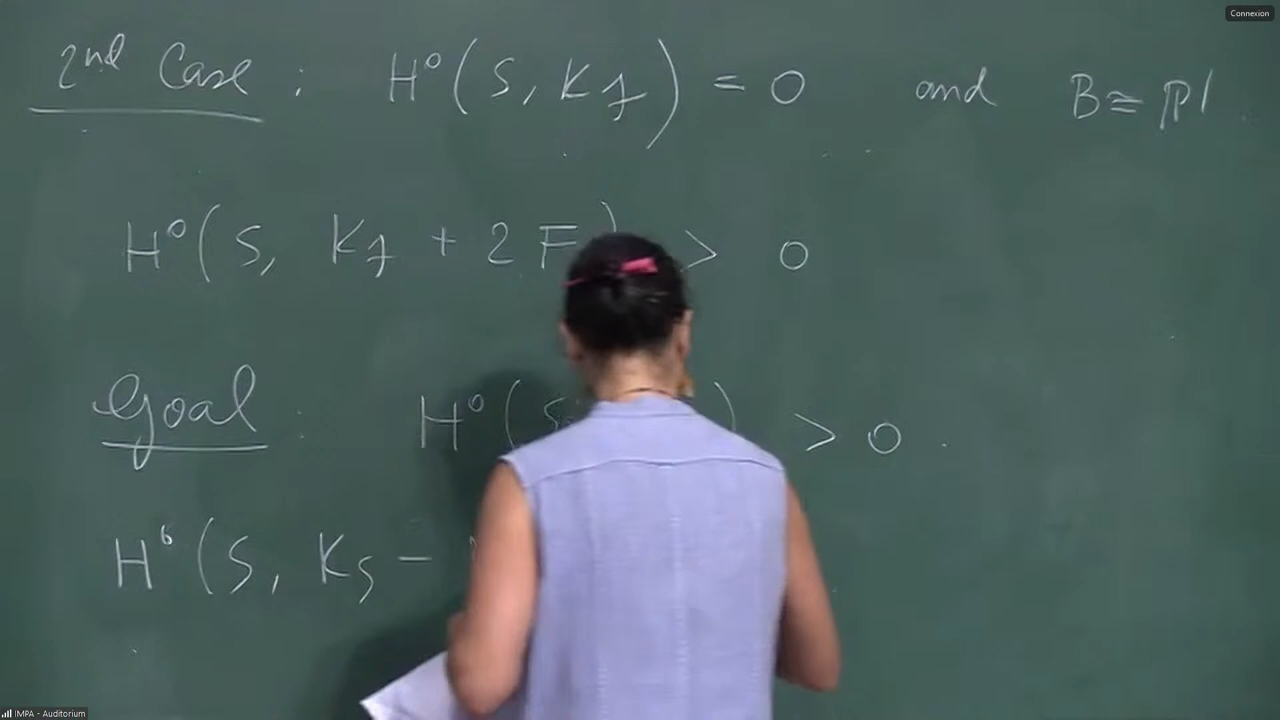 Connexion
2nd Case : H⁰(S, K_f) = 0 and B ≅ ℙ¹
H⁰(S, K_f + 2F) > 0
Goal : H⁰(S ) > 0 .
H⁰(S, K_S −
IMPA - Auditorium